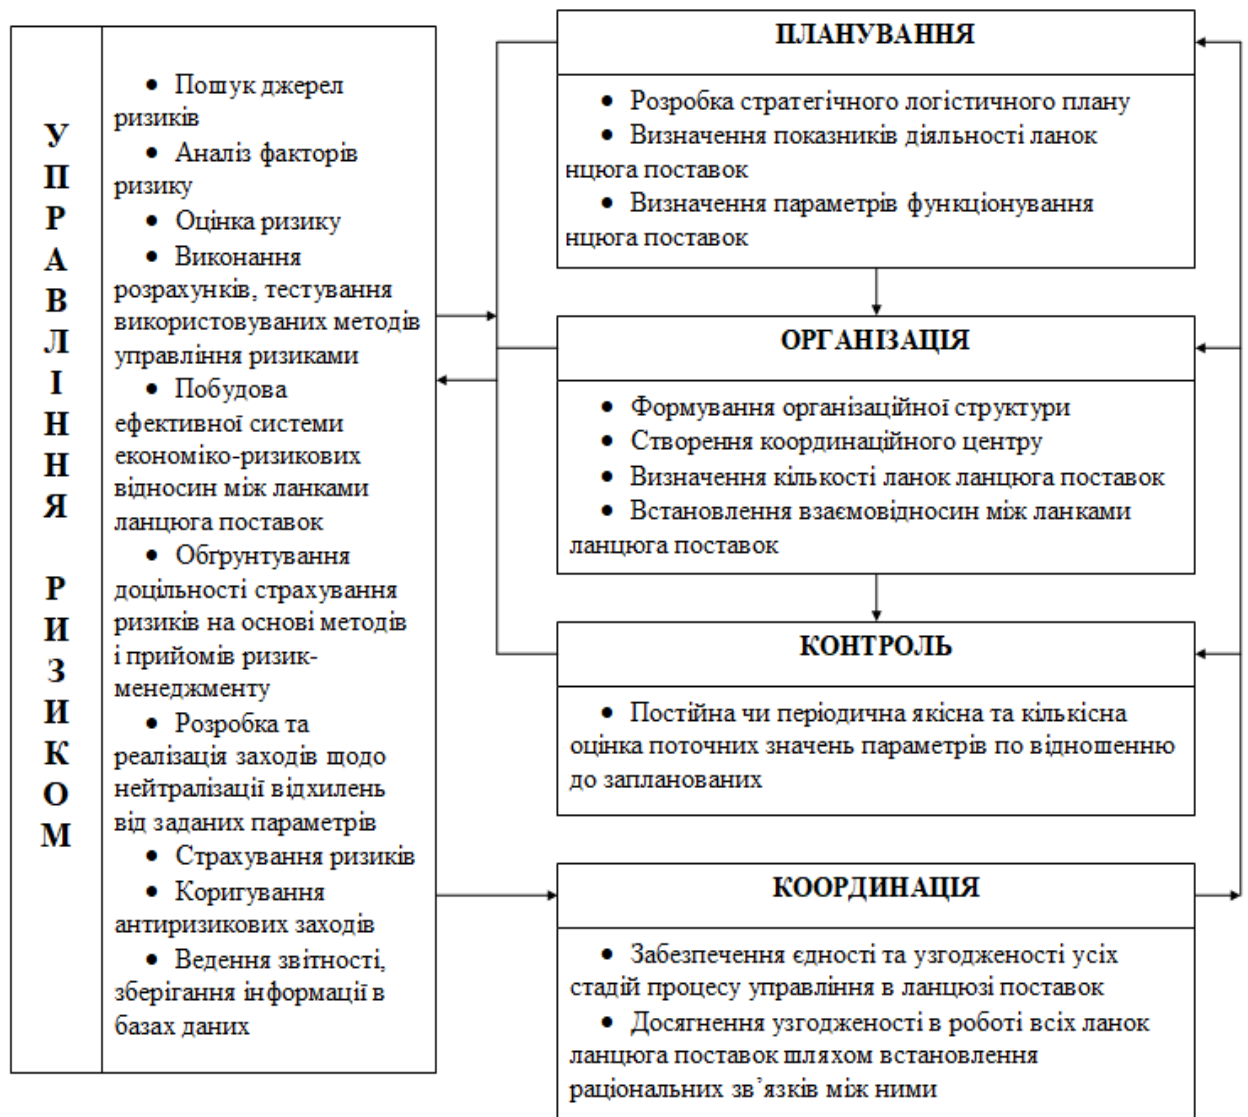 УПРАВЛІННЯ РИЗИКОМ
• Пошук джерел
ризиків
• Аналіз факторів
ризику
• Оцінка ризику
• Виконання
розрахунків, тестування
використовуваних методів
управління ризиками
• Побудова
ефективної системи
економіко-ризикових
відносин між ланками
ланцюга поставок
• Обґрунтування
доцільності страхування
ризиків на основі методів
і прийомів ризик-
менеджменту
• Розробка та
реалізація заходів щодо
нейтралізації відхилень
від заданих параметрів
• Страхування ризиків
• Коригування
антиризикових заходів
• Ведення звітності,
зберігання інформації в
базах даних
ПЛАНУВАННЯ
• Розробка стратегічного логістичного плану
• Визначення показників діяльності ланок
нцюга поставок
• Визначення параметрів функціонування
нцюга поставок
ОРГАНІЗАЦІЯ
• Формування організаційної структури
• Створення координаційного центру
• Визначення кількості ланок ланцюга поставок
• Встановлення взаємовідносин між ланками
ланцюга поставок
КОНТРОЛЬ
• Постійна чи періодична якісна та кількісна
оцінка поточних значень параметрів по відношенню
до запланованих
КООРДИНАЦІЯ
• Забезпечення єдності та узгодженості усіх
стадій процесу управління в ланцюзі поставок
• Досягнення узгодженості в роботі всіх ланок
ланцюга поставок шляхом встановлення
раціональних зв’язків між ними